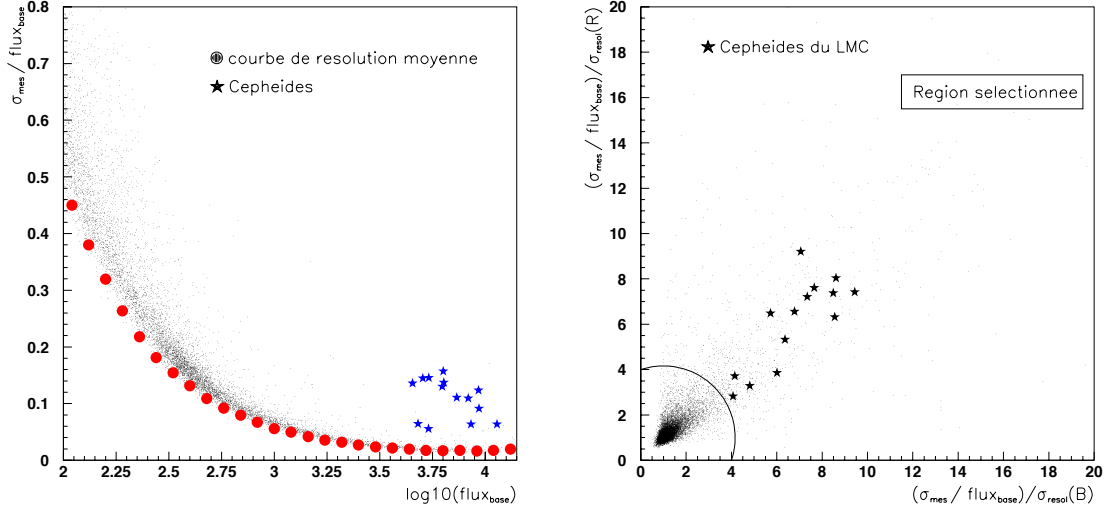 σmes / fluxbase
0.8
0.7
0.6
0.5
0.4
0.3
0.2
0.1
0
courbe de resolution moyenne
Cepheides
2 2.25 2.5 2.75 3 3.25 3.5 3.75 4
log10(fluxbase)
(σmes / fluxbase)/σresol(R)
20
18
16
14
12
10
8
6
4
2
0
Cepheides du LMC
Region selectionnee
0 2 4 6 8 10 12 14 16 18 20
(σmes / fluxbase)/σresol(B)